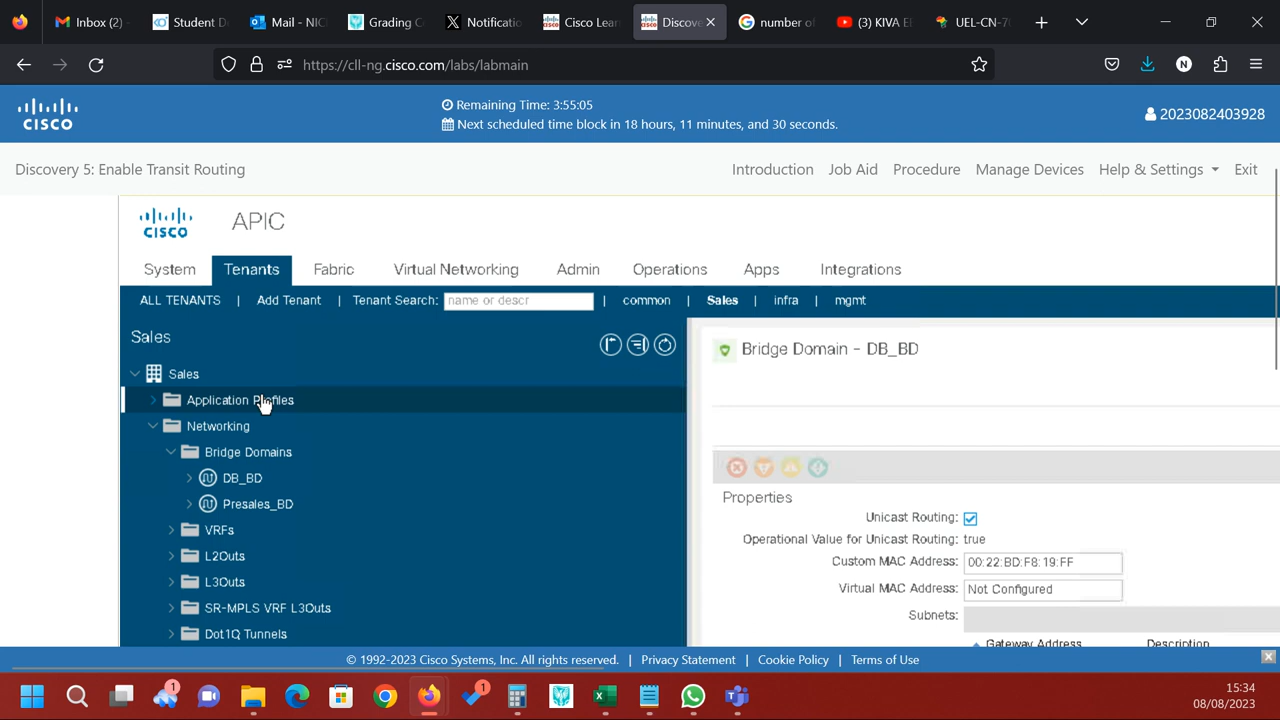 Inbox (2)
Student D
Mail - NIC
Grading C
Notificatio
Cisco Lear
Discove
number o
(3) KIVA EF
UEL-CN-7
https://cll-ng.cisco.com/labs/labmain
N
CISCO
Remaining Time: 3:55:05
Next scheduled time block in 18 hours, 11 minutes, and 30 seconds.
2023082403928
Discovery 5: Enable Transit Routing
Introduction Job Aid Procedure Manage Devices Help & Settings Exit
CISCO APIC
System Tenants Fabric Virtual Networking Admin Operations Apps Integrations
ALL TENANTS | Add Tenant | Tenant Search: name or descr | common | Sales | infra | mgmt
Sales
Bridge Domain - DB_BD
Sales
Application Profiles
Networking
Bridge Domains
DB_BD
Presales_BD
VRFs
L2Outs
L3Outs
SR-MPLS VRF L3Outs
Dot1Q Tunnels
Properties
Unicast Routing:
Operational Value for Unicast Routing: true
Custom MAC Address: 00:22:BD:F8:19:FF
Virtual MAC Address: Not Configured
Subnets:
Gateway Address Description
© 1992-2023 Cisco Systems, Inc. All rights reserved. | Privacy Statement | Cookie Policy | Terms of Use
1
1
15:34
08/08/2023